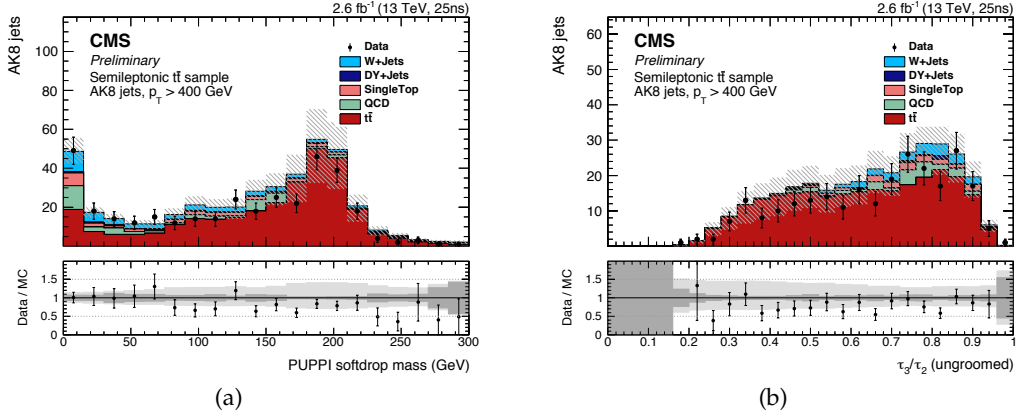 2.6 fb⁻¹ (13 TeV, 25ns)
AK8 jets
100
80
60
40
20
CMS
Preliminary
Semileptonic tt̄ sample
AK8 jets, p_T > 400 GeV
Data
W+Jets
DY+Jets
SingleTop
QCD
tt̄
Data / MC
1.5
1
0.5
0
0 50 100 150 200 250 300
PUPPI softdrop mass (GeV)
(a)
2.6 fb⁻¹ (13 TeV, 25ns)
AK8 jets
60
50
40
30
20
10
CMS
Preliminary
Semileptonic tt̄ sample
AK8 jets, p_T > 400 GeV
Data
W+Jets
DY+Jets
SingleTop
QCD
tt̄
Data / MC
1.5
1
0.5
0
0 0.1 0.2 0.3 0.4 0.5 0.6 0.7 0.8 0.9 1
τ₃/τ₂ (ungroomed)
(b)